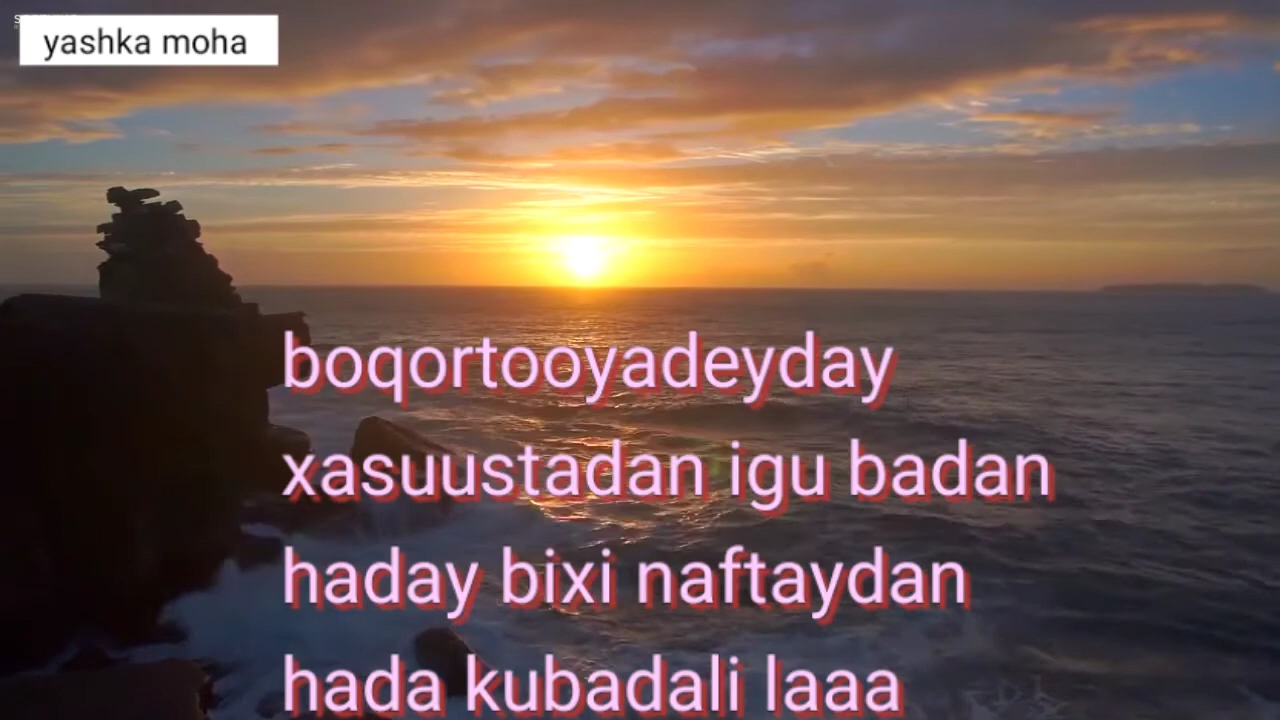 yashka moha
boqortooyadeyday
xasuustadan igu badan
haday bixi naftaydan
hada kubadali laaa